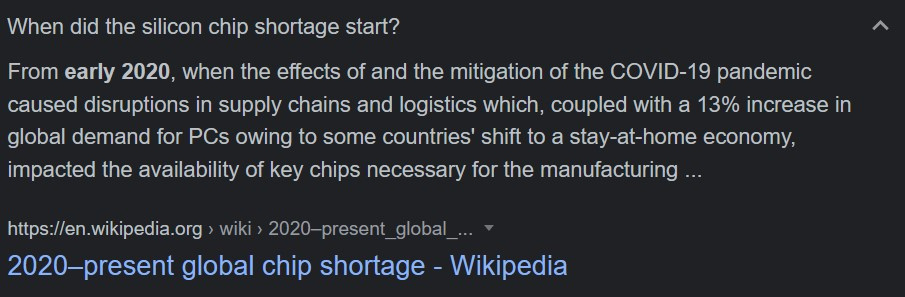 When did the silicon chip shortage start?
From early 2020, when the effects of and the mitigation of the COVID-19 pandemic
caused disruptions in supply chains and logistics which, coupled with a 13% increase in
global demand for PCs owing to some countries' shift to a stay-at-home economy,
impacted the availability of key chips necessary for the manufacturing ...
https://en.wikipedia.org › wiki › 2020–present_global_...
2020–present global chip shortage - Wikipedia